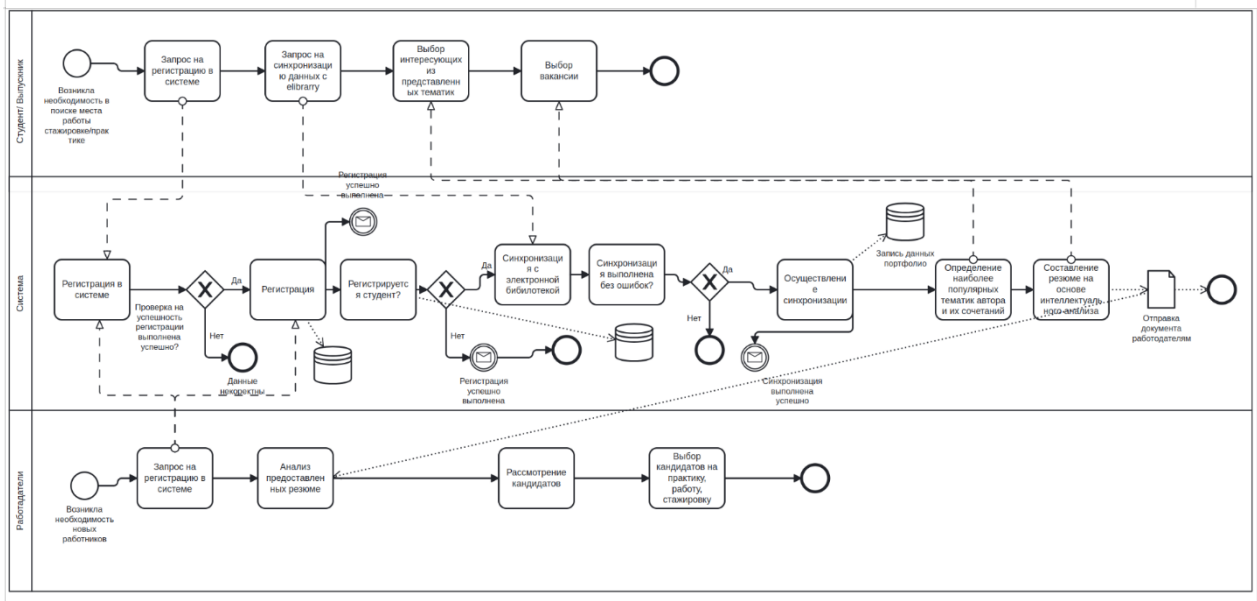 Студент/ Выпускник
Возникла
необходимость в
поиске места
работы
стажировке/прак
тике
Запрос на
регистрацию в
системе
Запрос на
синхронизаци
ю данных с
elibrarry
Выбор
интересующих
из
представленн
ых тематик
Выбор
вакансии
Система
Регистрация в
системе
Проверка на
успешность
регистрации
выполнена
успешно?
Да
Нет
Данные
некоректны
Регистрация
Регистрация
успешно
выполнена
Регистрируетс
я студент?
Да
Нет
Регистрация
успешно
выполнена
Синхронизаци
я с
электронной
бибилотекой
Синхронизаци
я выполнена
без ошибок?
Да
Нет
Осуществлени
е
синхронизации
Синхронизация
выполнена
успешно
Запись данных
портфолио
Определение
наиболее
популярных
тематик автора
и их сочетаний
Составление
резюме на
основе
интеллектуаль
ного анализа
Отправка
документа
работодателям
Работадатели
Возникла
необходимость
новых
работников
Запрос на
регистрацию в
системе
Анализ
предоставлен
ных резюме
Рассмотрение
кандидатов
Выбор
кандидатов на
практику,
работу,
стажировку